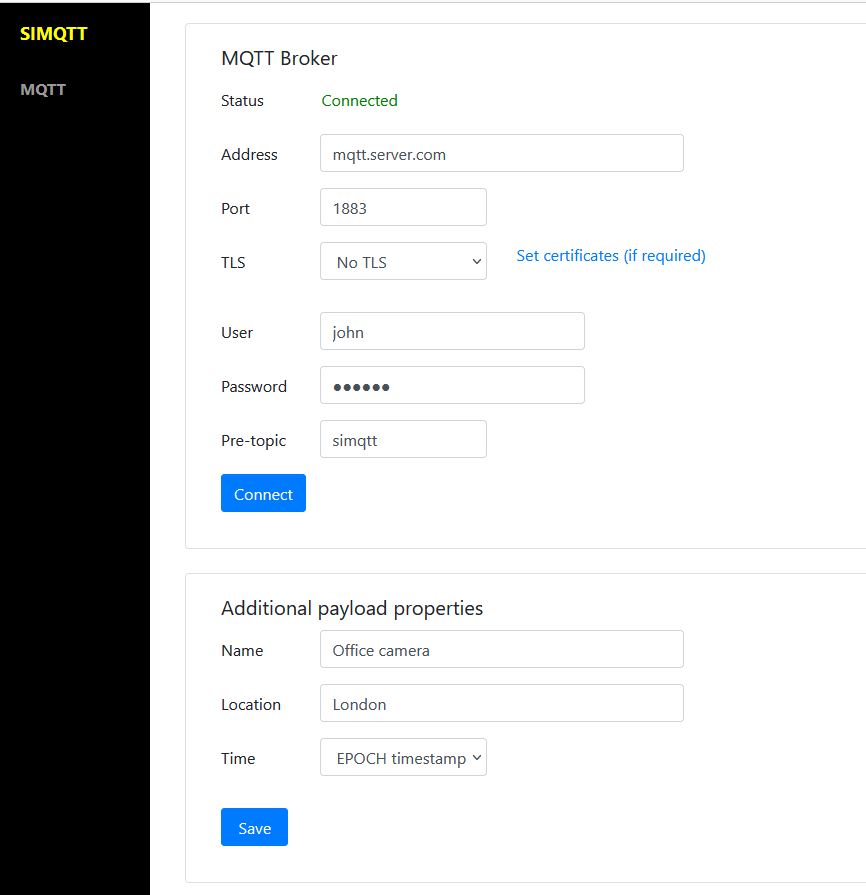 SIMQTT
MQTT
MQTT Broker
Status Connected
Address mqtt.server.com
Port 1883
TLS No TLS Set certificates (if required)
User john
Password ●●●●●●
Pre-topic simqtt
Connect
Additional payload properties
Name Office camera
Location London
Time EPOCH timestamp
Save